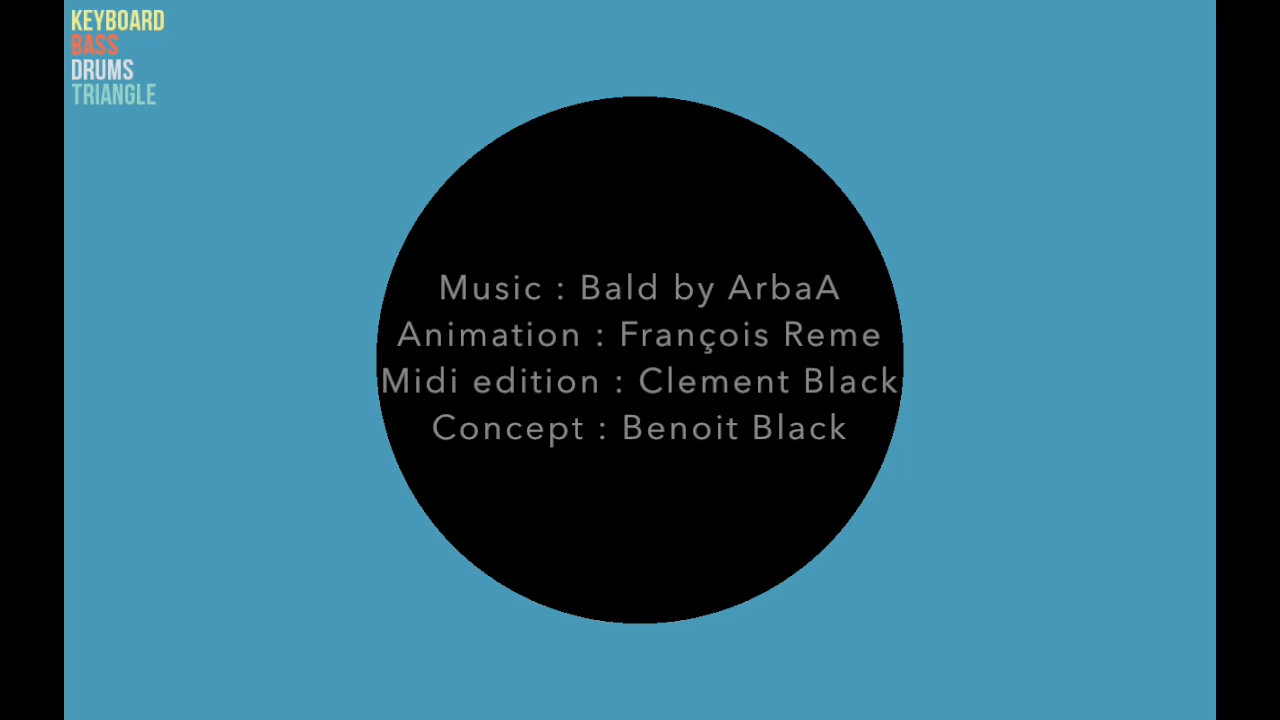 KEYBOARD
BASS
DRUMS
TRIANGLE
Music : Bald by ArbaA
Animation : François Reme
Midi edition : Clement Black
Concept : Benoit Black